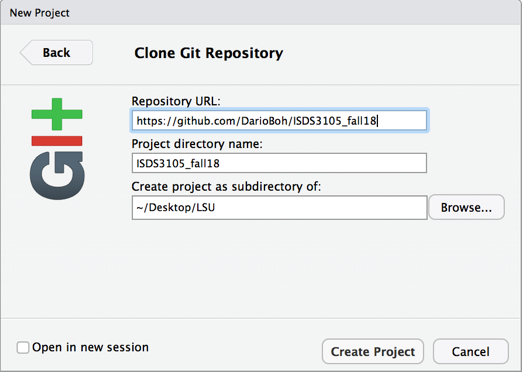 New Project
Back
Clone Git Repository
git
Repository URL:
https://github.com/DarioBoh/ISDS3105_fall18
Project directory name:
ISDS3105_fall18
Create project as subdirectory of:
~/Desktop/LSU
Browse...
Open in new session
Create Project
Cancel